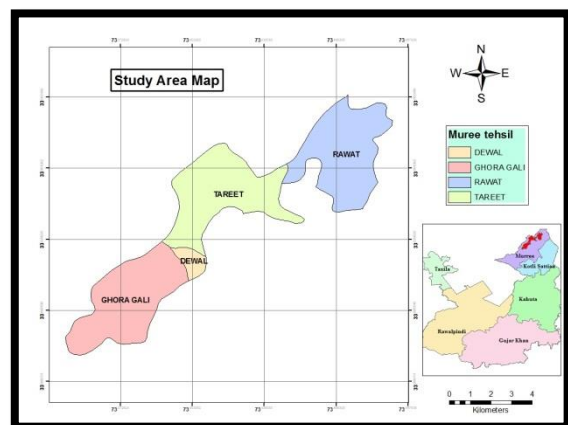 Study Area Map
N
W E
S
Muree tehsil
DEWAL
GHORA GALI
RAWAT
TAREET
RAWAT
TAREET
DEWAL
GHORA GALI
Taxila
Murree
Kotli Sattian
Kahuta
Rawalpindi
Gujar Khan
0 1 2 3 4
Kilometers